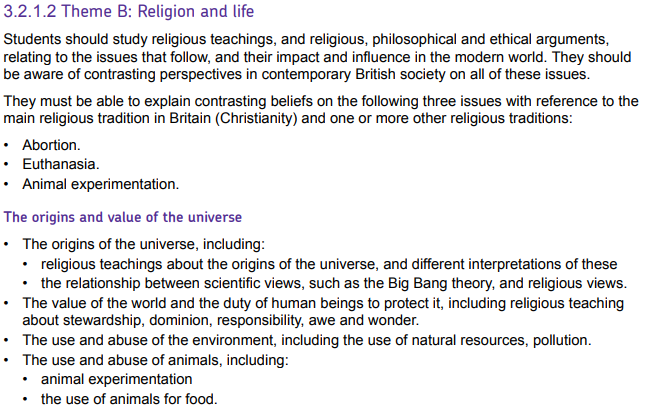 3.2.1.2 Theme B: Religion and life
Students should study religious teachings, and religious, philosophical and ethical arguments,
relating to the issues that follow, and their impact and influence in the modern world. They should
be aware of contrasting perspectives in contemporary British society on all of these issues.
They must be able to explain contrasting beliefs on the following three issues with reference to the
main religious tradition in Britain (Christianity) and one or more other religious traditions:
• Abortion.
• Euthanasia.
• Animal experimentation.
The origins and value of the universe
• The origins of the universe, including:
• religious teachings about the origins of the universe, and different interpretations of these
• the relationship between scientific views, such as the Big Bang theory, and religious views.
• The value of the world and the duty of human beings to protect it, including religious teaching
about stewardship, dominion, responsibility, awe and wonder.
• The use and abuse of the environment, including the use of natural resources, pollution.
• The use and abuse of animals, including:
• animal experimentation
• the use of animals for food.